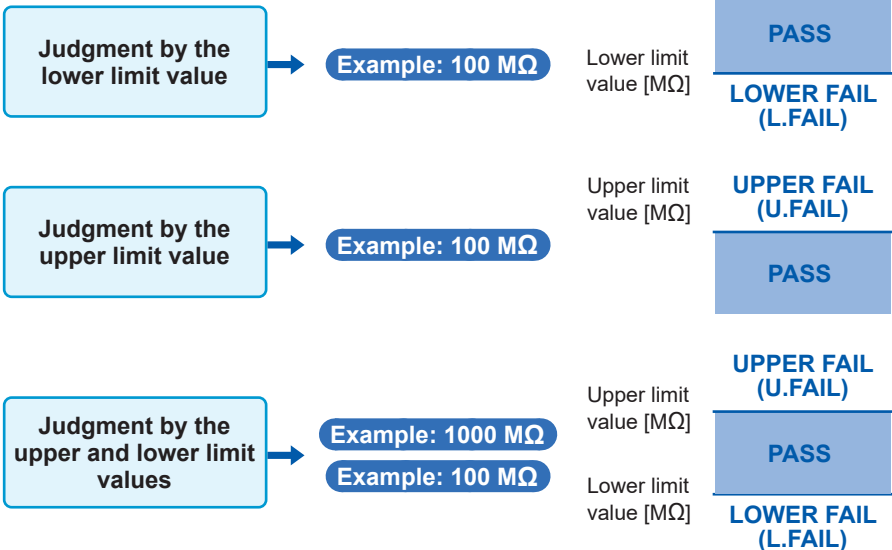 Judgment by the
lower limit value
Example: 100 MΩ
Lower limit
value [MΩ]
PASS
LOWER FAIL
(L.FAIL)
Judgment by the
upper limit value
Example: 100 MΩ
Upper limit
value [MΩ]
UPPER FAIL
(U.FAIL)
PASS
Judgment by the
upper and lower limit
values
Example: 1000 MΩ
Example: 100 MΩ
Upper limit
value [MΩ]
Lower limit
value [MΩ]
UPPER FAIL
(U.FAIL)
PASS
LOWER FAIL
(L.FAIL)